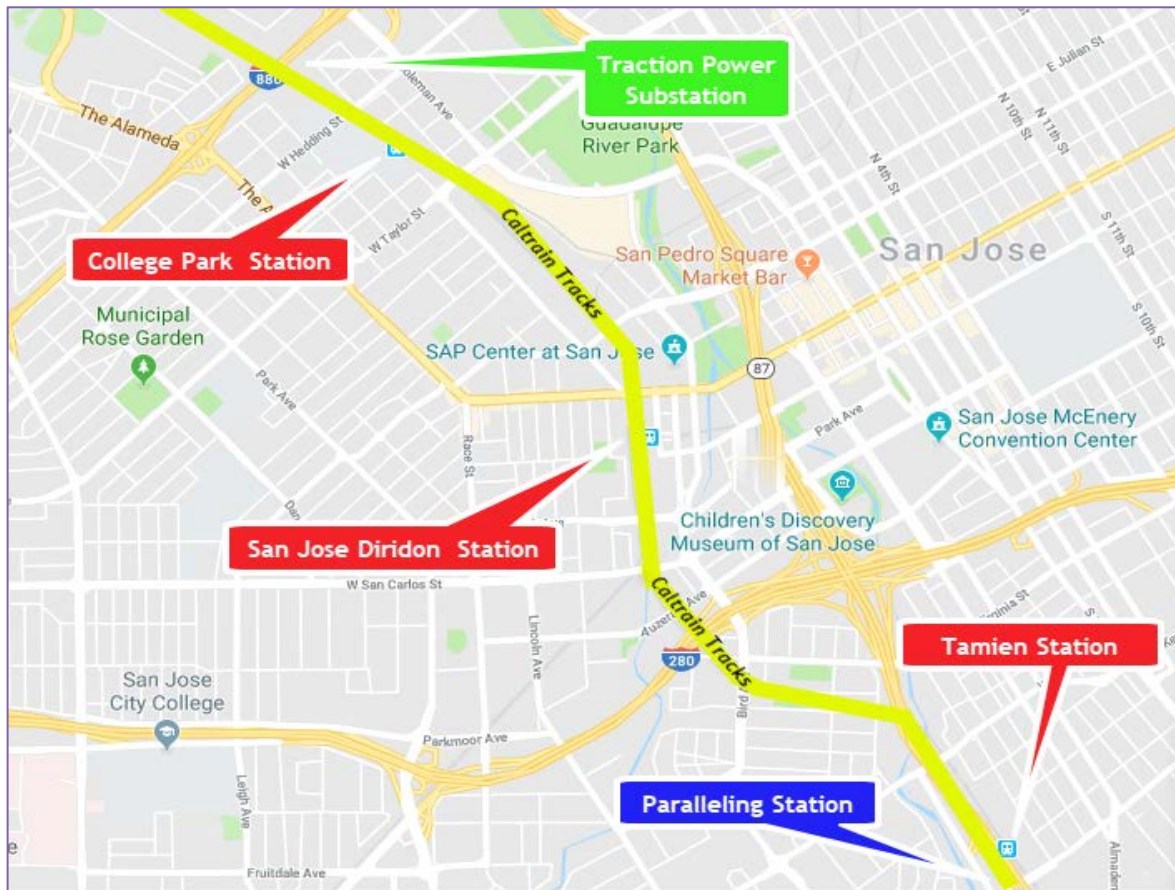 E Julian St
Traction Power
Substation
880
Coleman Ave
The Alameda
Guadalupe
River Park
N 10th St
N 11th St
W Hedding St
N 4th St
S 11th St
W Taylor St
College Park  Station
Caltrain Tracks
San Pedro Square
Market Bar
San Jose
S 10th St
Municipal
Rose Garden
SAP Center at San Jose
87
Park Ave
Park Ave
San Jose McEnery
Convention Center
Race St
Children's Discovery
Museum of San Jose
San Jose Diridon  Station
W San Carlos St
Caltrain Tracks
Auzerais Ave
Lincoln Ave
280
Tamien Station
San Jose
City College
Bird
Parkmoor Ave
Leigh Ave
Paralleling Station
Fruitdale Ave
Almaden